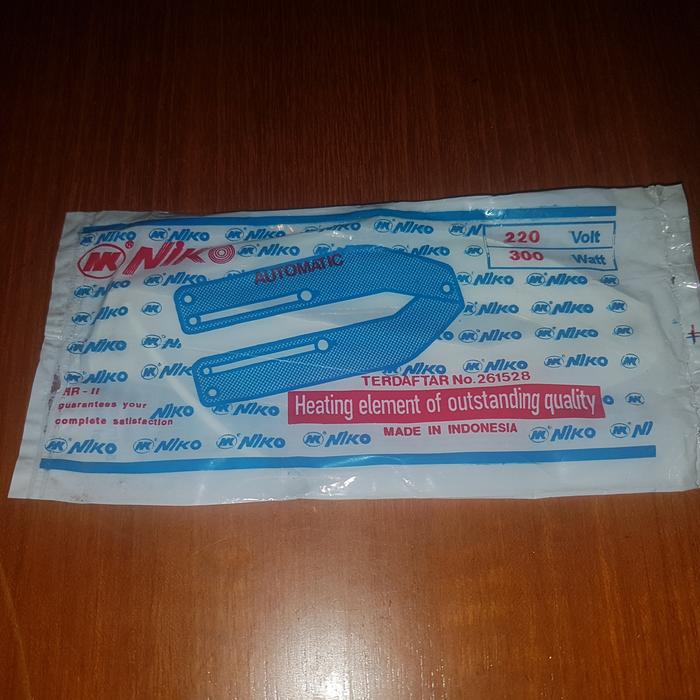 NIKO
AUTOMATIC
220 Volt
300 Watt
TERDAFTAR No. 261528
Heating element of outstanding quality
MADE IN INDONESIA
HR - II
guarantees your
complete satisfaction